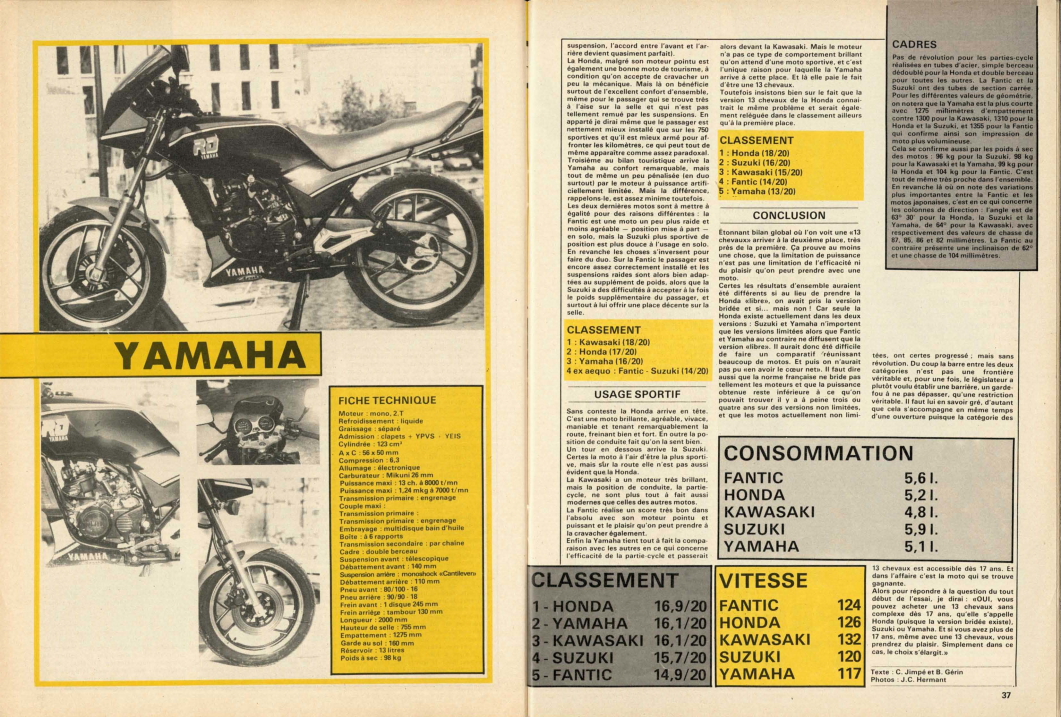 RD
YAMAHA
YAMAHA
YAMAHA
YAMAHA
FICHE TECHNIQUE
Moteur : mono. 2.T
Refroidissement : liquide
Graissage : séparé
Admission : clapets + YPVS - YEIS
Cylindrée : 123 cm³
A x C : 56 x 50 mm
Compression : 6,3
Allumage : électronique
Carburateur : Mikuni 26 mm
Puissance maxi : 13 ch. à 8000 t/mn
Puissance maxi : 1,24 mkg à 7000 t/mn
Transmission primaire : engrenage
Couple maxi :
Transmission primaire :
Transmission primaire : engrenage
Embrayage : multidisque bain d'huile
Boîte : à 6 rapports
Transmission secondaire : par chaîne
Cadre : double berceau
Suspension avant : télescopique
Débattement avant : 140 mm
Suspension arrière : monoshock «Cantilever»
Débattement arrière : 110 mm
Pneu avant : 80/100 - 16
Pneu arrière : 90/90 - 18
Frein avant : 1 disque 245 mm
Frein arrière : tambour 130 mm
Longueur : 2000 mm
Hauteur de selle : 755 mm
Empattement : 1275 mm
Garde au sol : 160 mm
Réservoir : 13 litres
Poids à sec : 98 kg
suspension, l'accord entre l'avant et l'ar-
rière devient quasiment parfait).
La Honda, malgré son moteur pointu est
également une bonne moto de tourisme, à
condition qu'on accepte de cravacher un
peu la mécanique. Mais là on bénéficie
surtout de l'excellent confort d'ensemble,
même pour le passager qui se trouve très
à l'aise sur la selle et qui n'est pas
tellement remué par les suspensions. En
apparté je dirai même que le passager est
nettement mieux installé que sur les 750
sportives et qu'il est mieux armé pour af-
fronter les kilomètres, ce qui peut tout de
même apparaître comme assez paradoxal.
Troisième au bilan touristique arrive la
Yamaha au confort remarquable, mais
tout de même un peu pénalisée (en duo
surtout) par le moteur à puissance artifi-
ciellement limitée. Mais la différence,
rappelons-le, est assez minime toutefois.
Les deux dernières motos sont à mettre à
égalité pour des raisons différentes : la
Fantic est une moto un peu plus raide et
moins agréable — position mise à part —
en solo, mais la Suzuki plus sportive de
position est plus douce à l'usage en solo.
En revanche les choses s'inversent pour
faire du duo. Sur la Fantic le passager est
encore assez correctement installé et les
suspensions raides sont alors bien adap-
tées au supplément de poids, alors que la
Suzuki a des difficultés à accepter à la fois
le poids supplémentaire du passager, et
surtout à lui offrir une place décente sur la
selle.
CLASSEMENT
1 : Kawasaki (18/20)
2 : Honda (17/20)
3 : Yamaha (16/20)
4 ex aequo : Fantic - Suzuki (14/20)
USAGE SPORTIF
Sans conteste la Honda arrive en tête.
C'est une moto brillante, agréable, vivace,
maniable et tenant remarquablement la
route, freinant bien et fort. En outre la po-
sition de conduite fait qu'on la sent bien.
Un tour en dessous arrive la Suzuki.
Certes la moto à l'air d'être la plus sporti-
ve, mais sur la route elle n'est pas aussi
évident que la Honda.
La Kawasaki a un moteur très brillant,
mais la position de conduite, la partie-
cycle, ne sont plus tout à fait aussi
modernes que celles des autres motos.
La Fantic réalise un score très bon dans
l'absolu avec son moteur pointu et
puissant et le plaisir qu'on peut prendre à
la cravacher également.
Enfin la Yamaha tient tout à fait la compa-
raison avec les autres en ce qui concerne
l'efficacité de la partie-cycle et passerait
alors devant la Kawasaki. Mais le moteur
n'a pas ce type de comportement brillant
qu'on attend d'une moto sportive, et c'est
l'unique raison pour laquelle la Yamaha
arrive à cette place. Et là elle paie le fait
d'être une 13 chevaux.
Toutefois insistons bien sur le fait que la
version 13 chevaux de la Honda connaî-
trait le même problème et serait égale-
ment reléguée dans le classement ailleurs
qu'à la première place.
CLASSEMENT
1 : Honda (18/20)
2 : Suzuki (16/20)
3 : Kawasaki (15/20)
4 : Fantic (14/20)
5 : Yamaha (13/20)
CONCLUSION
Étonnant bilan global où l'on voit une «13
chevaux» arriver à la deuxième place, très
près de la première. Ça prouve au moins
une chose, que la limitation de puissance
n'est pas une limitation de l'efficacité ni
du plaisir qu'on peut prendre avec une
moto.
Certes les résultats d'ensemble auraient
été différents si au lieu de prendre la
Honda «libre», on avait pris la version
bridée et si... mais non ! Car seule la
Honda existe actuellement dans les deux
versions : Suzuki et Yamaha n'importent
que les versions limitées alors que Fantic
et Yamaha au contraire ne diffusent que la
version «libre». Il aurait donc été difficile
de faire un comparatif réunissant
beaucoup de motos. Et puis on n'aurait
pas pu «en avoir le cœur net». Il faut dire
aussi que la norme française ne bride pas
tellement les moteurs et que la puissance
obtenue reste inférieure à ce qu'on
pouvait trouver il y a à peine trois ou
quatre ans sur des versions non limitées,
et que les motos actuellement non limi-
CADRES
Pas de révolution pour les parties-cycle
réalisées en tubes d'acier, simple berceau
dédoublé pour la Honda et double berceau
pour toutes les autres. La Fantic et la
Suzuki ont des tubes de section carrée.
Pour les différentes valeurs de géométrie,
on notera que la Yamaha est la plus courte
avec 1275 millimètres d'empattement
contre 1300 pour la Kawasaki, 1310 pour la
Honda et la Suzuki, et 1355 pour la Fantic
qui confirme ainsi son impression de
moto plus volumineuse.
Cela se confirme aussi par les poids à sec
des motos : 96 kg pour la Suzuki, 98 kg
pour la Kawasaki et la Yamaha, 99 kg pour
la Honda et 104 kg pour la Fantic. C'est
tout de même très proche dans l'ensemble.
En revanche là où on note des variations
plus importantes entre la Fantic et les
motos japonaises, c'est en ce qui concerne
les colonnes de direction : l'angle est de
63° 30' pour la Honda, la Suzuki et la
Yamaha, de 64° pour la Kawasaki, avec
respectivement des valeurs de chasse de
87, 85, 86 et 82 millimètres. La Fantic au
contraire présente une inclinaison de 62°
et une chasse de 104 millimètres.
tées, ont certes progressé ; mais sans
révolution. Du coup la barre entre les deux
catégories n'est pas une frontière
véritable et, pour une fois, le législateur a
plutôt voulu établir une barrière, un garde-
fou à ne pas dépasser, qu'une restriction
véritable. Il faut lui en savoir gré, d'autant
que cela s'accompagne en même temps
d'une ouverture puisque la catégorie des
CONSOMMATION
FANTIC 5,6 l.
HONDA 5,2 l.
KAWASAKI 4,8 l.
SUZUKI 5,9 l.
YAMAHA 5,1 l.
CLASSEMENT
1 - HONDA 16,9/20
2 - YAMAHA 16,1/20
3 - KAWASAKI 16,1/20
4 - SUZUKI 15,7/20
5 - FANTIC 14,9/20
VITESSE
FANTIC 124
HONDA 126
KAWASAKI 132
SUZUKI 120
YAMAHA 117
13 chevaux est accessible dès 17 ans. Et
dans l'affaire c'est la moto qui se trouve
gagnante.
Alors pour répondre à la question du tout
début de l'essai, je dirai : «OUI, vous
pouvez acheter une 13 chevaux sans
complexe dès 17 ans, qu'elle s'appelle
Honda (puisque la version bridée existe),
Suzuki ou Yamaha. Et si vous avez plus de
17 ans, même avec une 13 chevaux, vous
prendrez du plaisir. Simplement dans ce
cas, le choix s'élargit.»
Texte : C. Jimpé et B. Gérin
Photos : J.C. Hermant
37